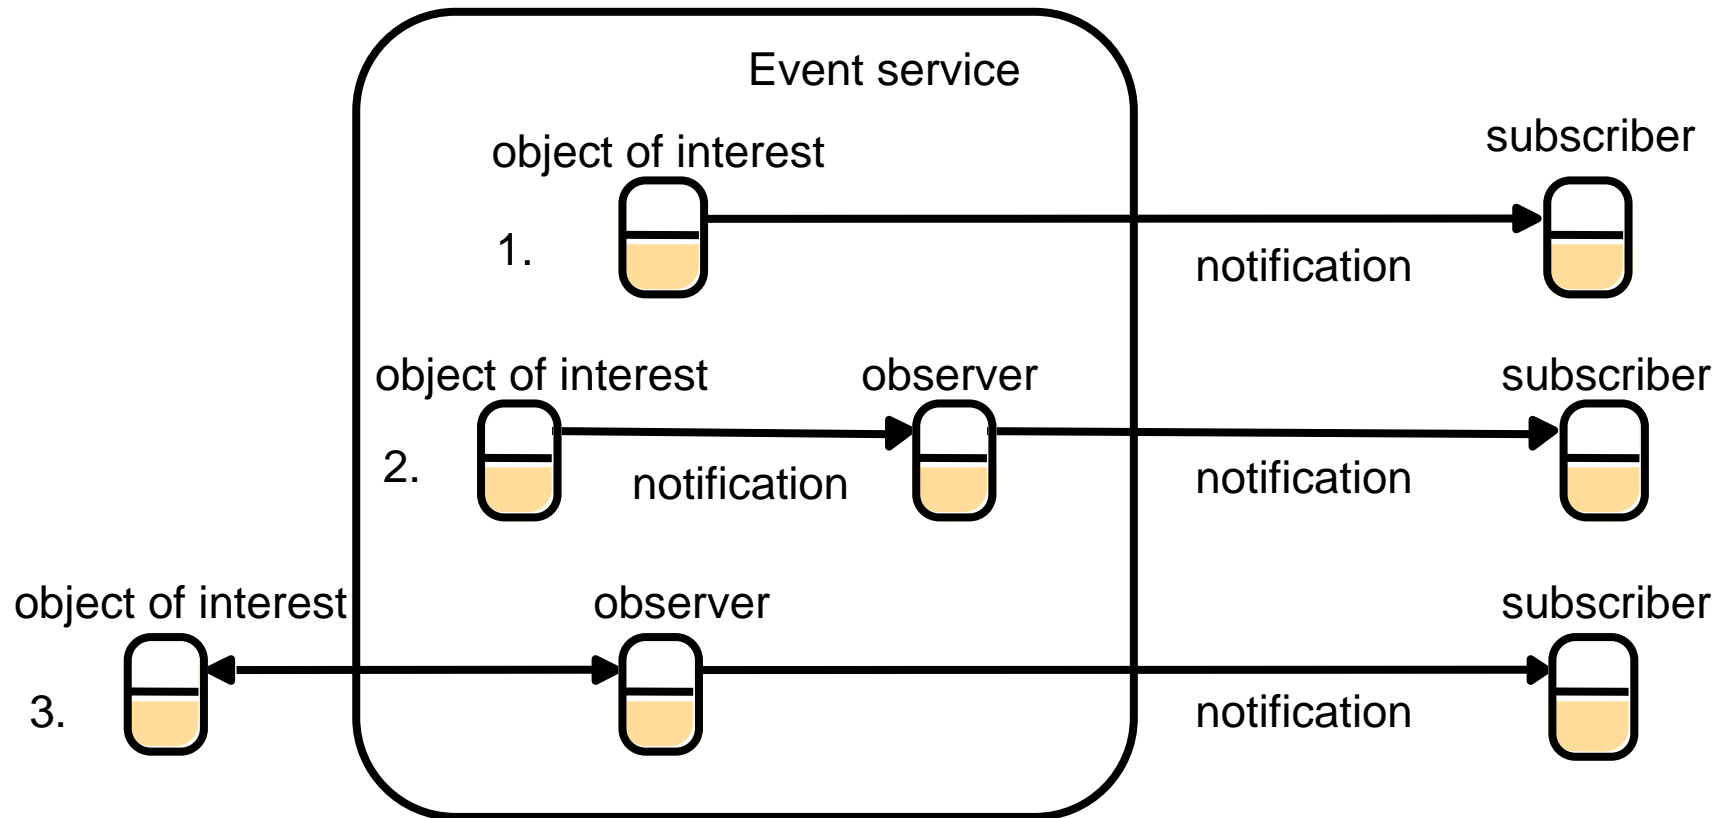 Event service
object of interest
subscriber
1.
notification
object of interest
observer
subscriber
2.
notification
notification
object of interest
observer
subscriber
3.
notification